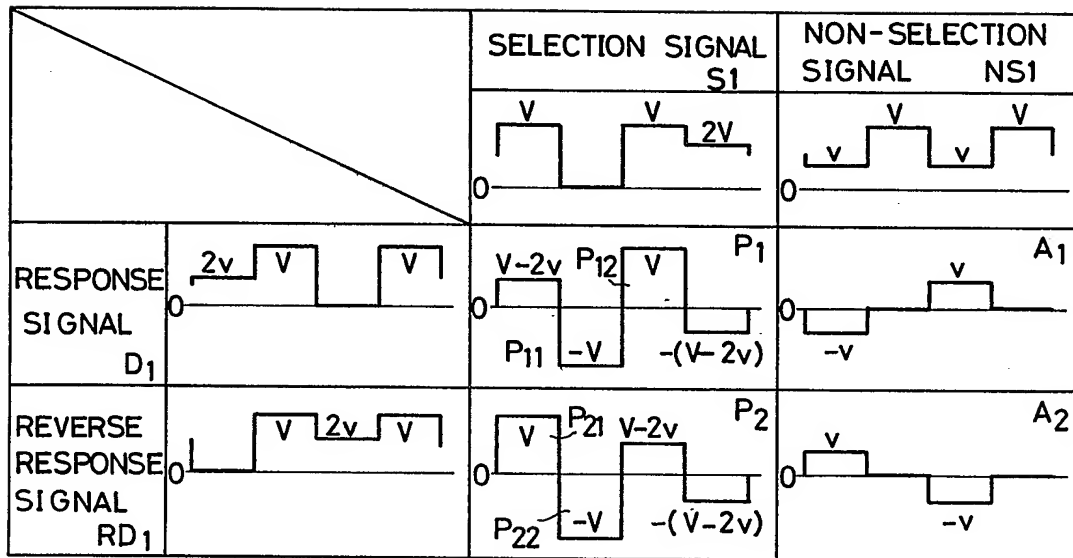 SELECTION SIGNAL
S1
NON-SELECTION
SIGNAL NS1
V V 2V
0
V V
v v
0
RESPONSE
SIGNAL
D1
2v V V
0
P1
V-2v P12 V
0
P11 -V -(V-2v)
A1
v
0
-v
REVERSE
RESPONSE
SIGNAL
RD1
V 2v V
0
P2
V P21 V-2v
0
P22 -V -(V-2v)
A2
v
0
-v